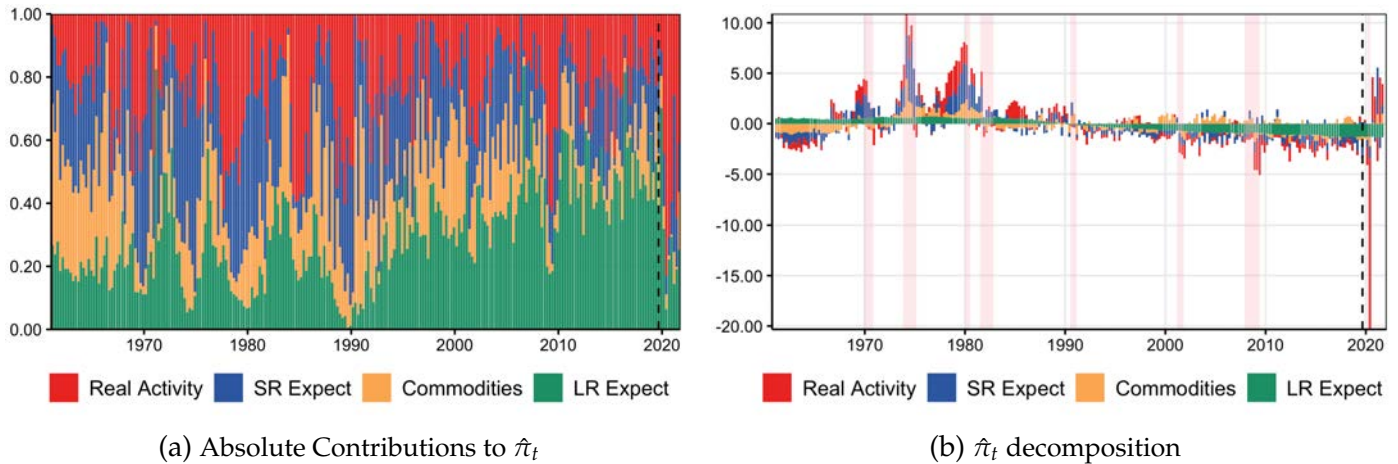 1.00
0.80
0.60
0.40
0.20
0.00
1970 1980 1990 2000 2010 2020
Real Activity SR Expect Commodities LR Expect
(a) Absolute Contributions to π̂t
10.00
5.00
0.00
-5.00
-10.00
-15.00
-20.00
1970 1980 1990 2000 2010 2020
Real Activity SR Expect Commodities LR Expect
(b) π̂t decomposition